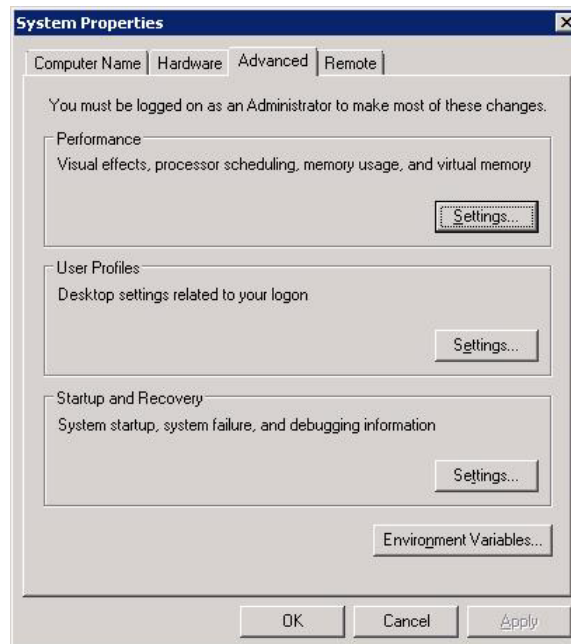 System Properties
Computer Name Hardware Advanced Remote
You must be logged on as an Administrator to make most of these changes.
Performance
Visual effects, processor scheduling, memory usage, and virtual memory
Settings...
User Profiles
Desktop settings related to your logon
Settings...
Startup and Recovery
System startup, system failure, and debugging information
Settings...
Environment Variables...
OK Cancel Apply